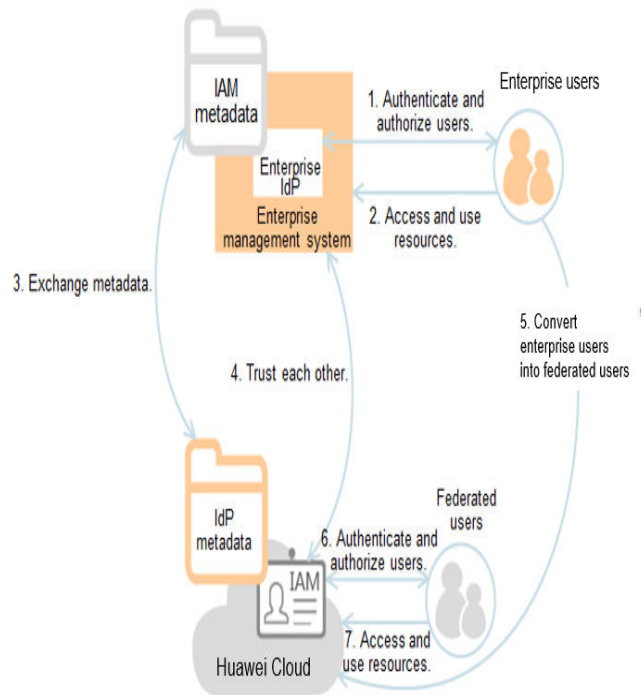 IAM
metadata
Enterprise
IdP
Enterprise
management system
1. Authenticate and
authorize users.
Enterprise users
2. Access and use
resources.
3. Exchange metadata.
4. Trust each other.
5. Convert
enterprise users
into federated users
IdP
metadata
IAM
Huawei Cloud
6. Authenticate and
authorize users.
Federated
users
7. Access and
use resources.